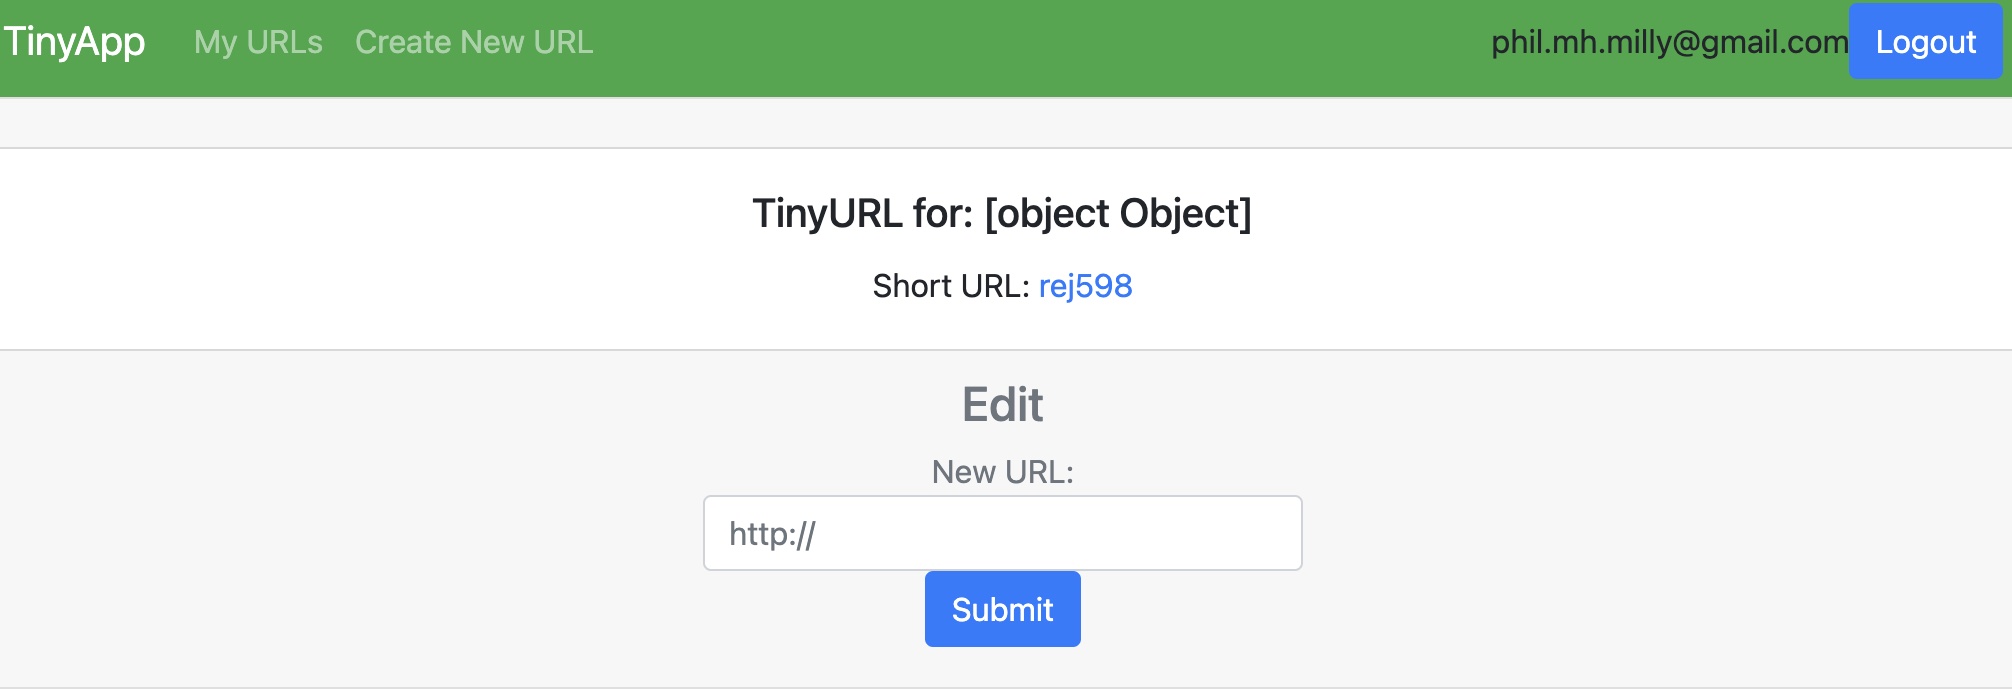 TinyApp My URLs Create New URL phil.mh.milly@gmail.com Logout
TinyURL for: [object Object]
Short URL: rej598
Edit
New URL:
http://
Submit